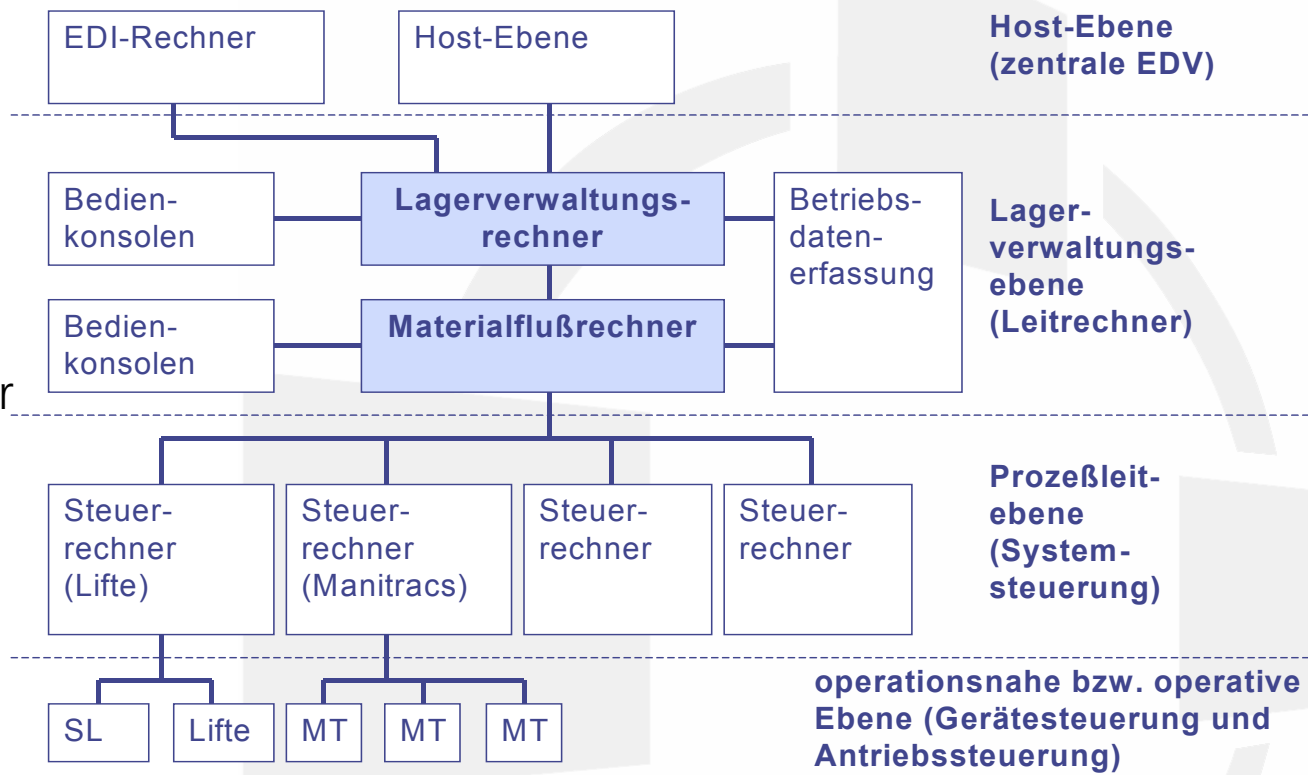 EDI-Rechner
Host-Ebene
Host-Ebene
(zentrale EDV)
Bedien-
konsolen
Lagerverwaltungs-
rechner
Betriebs-
daten-
erfassung
Lager-
verwaltungs-
ebene
(Leitrechner)
Bedien-
konsolen
Materialflußrechner
r
Steuer-
rechner
(Lifte)
Steuer-
rechner
(Manitracs)
Steuer-
rechner
Steuer-
rechner
Prozeßleit-
ebene
(System-
steuerung)
SL
Lifte
MT
MT
MT
operationsnahe bzw. operative
Ebene (Gerätesteuerung und
Antriebssteuerung)